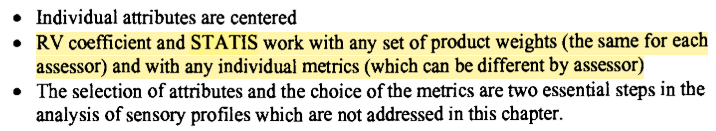 • Individual attributes are centered
• RV coefficient and STATIS work with any set of product weights (the same for each
assessor) and with any individual metrics (which can be different by assessor)
• The selection of attributes and the choice of the metrics are two essential steps in the
analysis of sensory profiles which are not addressed in this chapter.